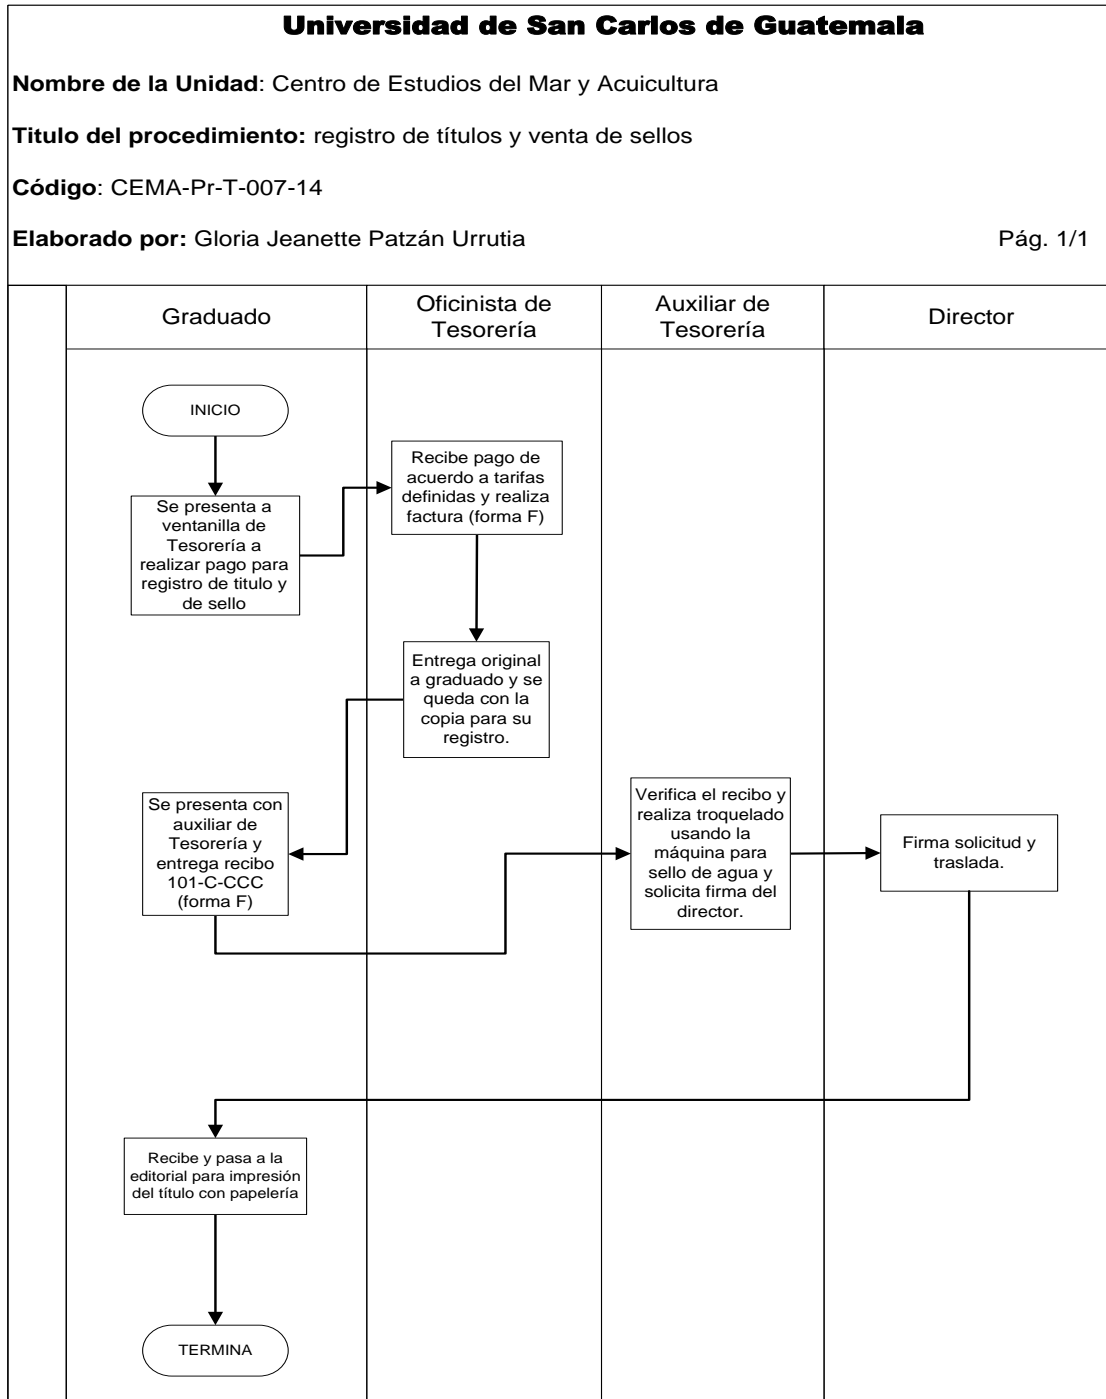 Universidad de San Carlos de Guatemala
Nombre de la Unidad: Centro de Estudios del Mar y Acuicultura
Titulo del procedimiento: registro de títulos y venta de sellos
Código: CEMA-Pr-T-007-14
Elaborado por: Gloria Jeanette Patzán Urrutia Pág. 1/1
Graduado
Oficinista de
Tesorería
Auxiliar de
Tesorería
Director
INICIO
Se presenta a
ventanilla de
Tesorería a
realizar pago para
registro de titulo y
de sello
Recibe pago de
acuerdo a tarifas
definidas y realiza
factura (forma F)
Entrega original
a graduado y se
queda con la
copia para su
registro.
Se presenta con
auxiliar de
Tesorería y
entrega recibo
101-C-CCC
(forma F)
Verifica el recibo y
realiza troquelado
usando la
máquina para
sello de agua y
solicita firma del
director.
Firma solicitud y
traslada.
Recibe y pasa a la
editorial para impresión
del título con papelería
TERMINA